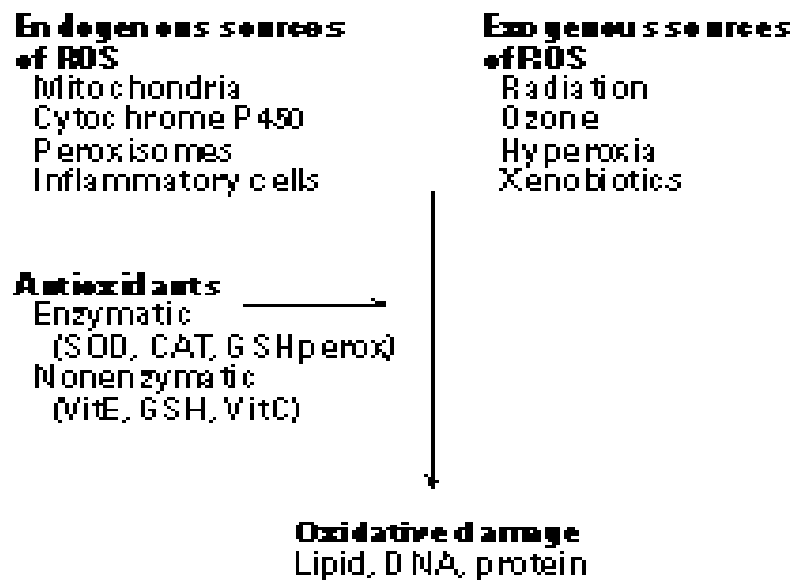 Endogenous sources
of ROS
Mitochondria
Cytochrome P450
Peroxisomes
Inflammatory cells
Exogenous sources
of ROS
Radiation
Ozone
Hyperoxia
Xenobiotics
Antioxidants
Enzymatic
(SOD, CAT, GSHperox)
Nonenzymatic
(VitE, GSH, VitC)
Oxidative damage
Lipid, DNA, protein